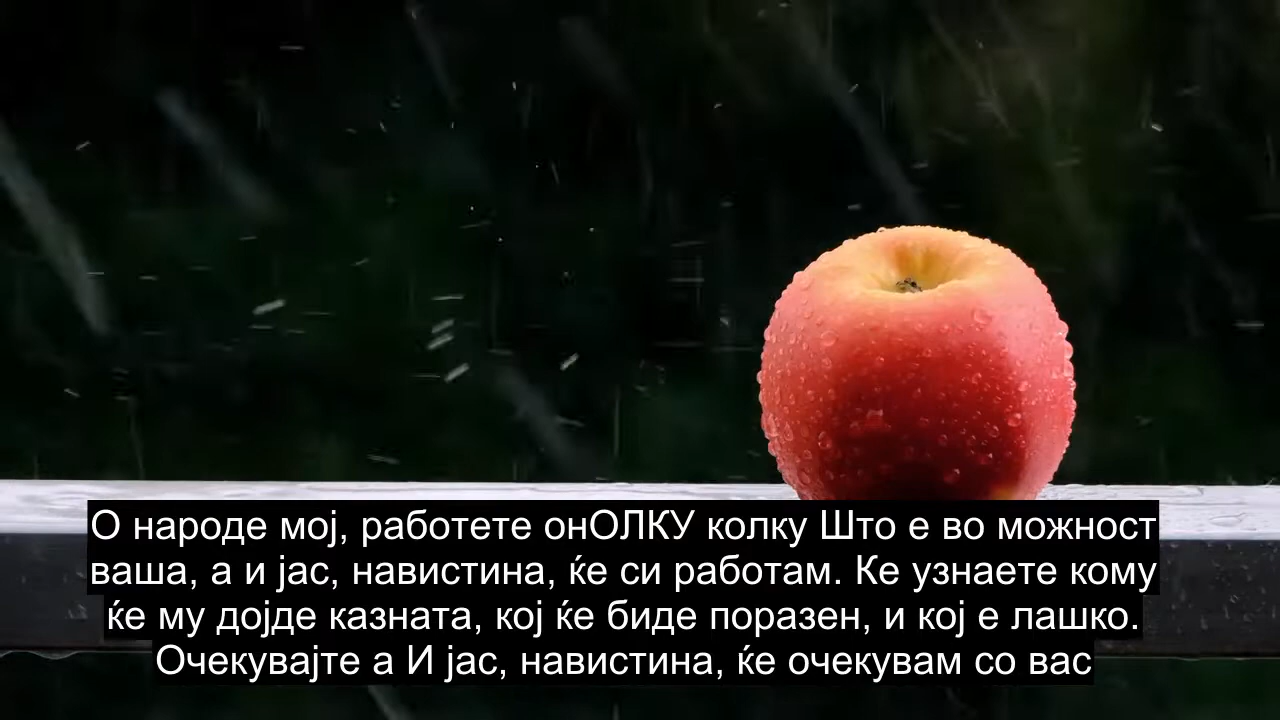 О народе мој, работете онОЛКУ колку Што е во можност
ваша, а и јас, навистина, ќе си работам. Ке узнаете кому
ќе му дојде казната, кој ќе биде поразен, и кој е лашко.
Очекувајте а И јас, навистина, ќе очекувам со вас